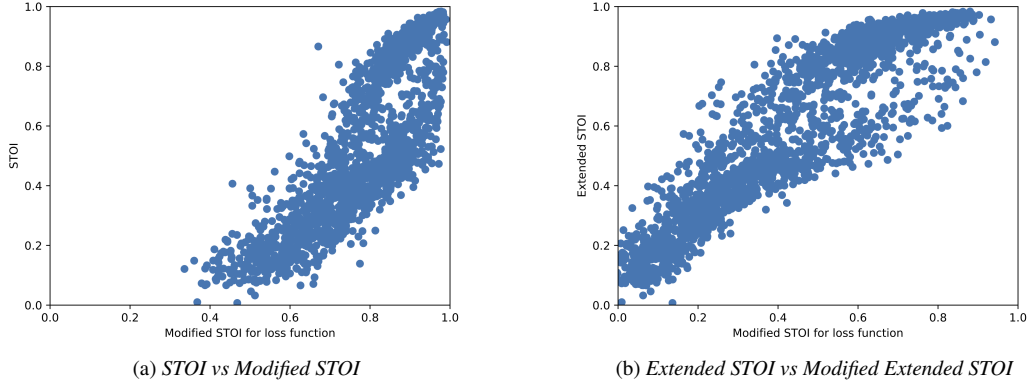 1.0
0.8
0.6
0.4
0.2
0.0
STOI
0.0 0.2 0.4 0.6 0.8 1.0
Modified STOI for loss function
(a) STOI vs Modified STOI
1.0
0.8
0.6
0.4
0.2
0.0
Extended STOI
0.0 0.2 0.4 0.6 0.8 1.0
Modified STOI for loss function
(b) Extended STOI vs Modified Extended STOI